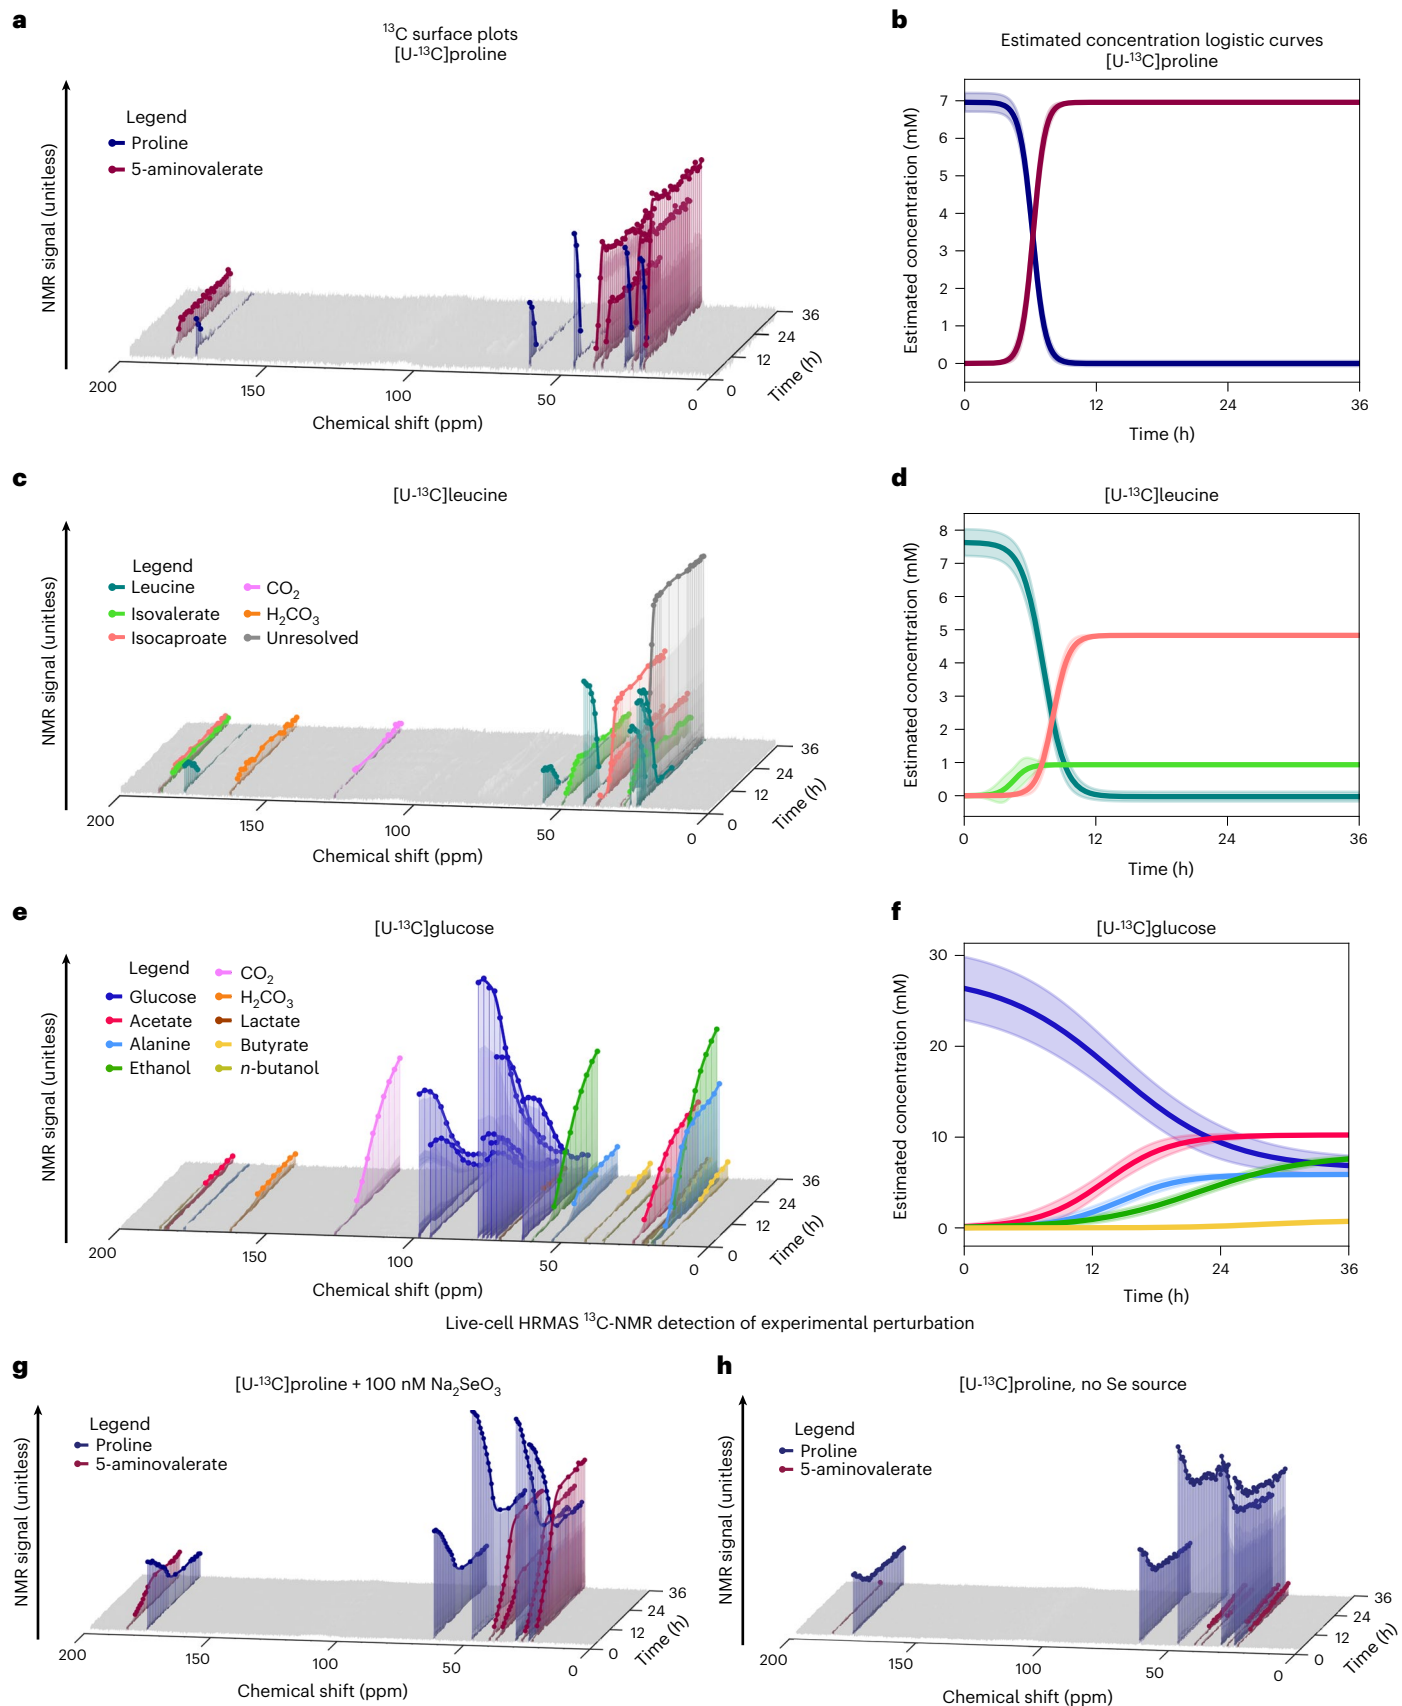 a
¹³C surface plots
[U-¹³C]proline
NMR signal (unitless)
Legend
Proline
5-aminovalerate
200
150
100
50
0
Chemical shift (ppm)
0
12
24
36
Time (h)
b
Estimated concentration logistic curves
[U-¹³C]proline
Estimated concentration (mM)
7
6
5
4
3
2
1
0
0
12
24
36
Time (h)
c
[U-¹³C]leucine
NMR signal (unitless)
Legend
Leucine
Isovalerate
Isocaproate
CO₂
H₂CO₃
Unresolved
200
150
100
50
0
Chemical shift (ppm)
0
12
24
36
Time (h)
d
[U-¹³C]leucine
Estimated concentration (mM)
8
7
6
5
4
3
2
1
0
0
12
24
36
Time (h)
e
[U-¹³C]glucose
NMR signal (unitless)
Legend
Glucose
Acetate
Alanine
Ethanol
CO₂
H₂CO₃
Lactate
Butyrate
n-butanol
200
150
100
50
0
Chemical shift (ppm)
0
12
24
36
Time (h)
f
[U-¹³C]glucose
Estimated concentration (mM)
30
20
10
0
0
12
24
36
Time (h)
Live-cell HRMAS ¹³C-NMR detection of experimental perturbation
g
[U-¹³C]proline + 100 nM Na₂SeO₃
NMR signal (unitless)
Legend
Proline
5-aminovalerate
200
150
100
50
0
Chemical shift (ppm)
0
12
24
36
Time (h)
h
[U-¹³C]proline, no Se source
NMR signal (unitless)
Legend
Proline
5-aminovalerate
200
150
100
50
0
Chemical shift (ppm)
0
12
24
36
Time (h)